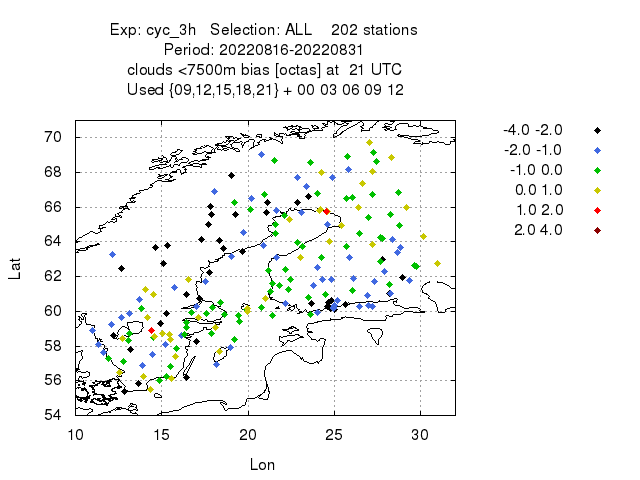 Exp: cyc_3h   Selection: ALL    202 stations
Period: 20220816-20220831
clouds <7500m bias [octas] at  21 UTC
Used {09,12,15,18,21} + 00 03 06 09 12
70
68
66
64
62
60
58
56
54
10 15 20 25 30
Lat
Lon
-4.0 -2.0
-2.0 -1.0
-1.0 0.0
0.0 1.0
1.0 2.0
2.0 4.0